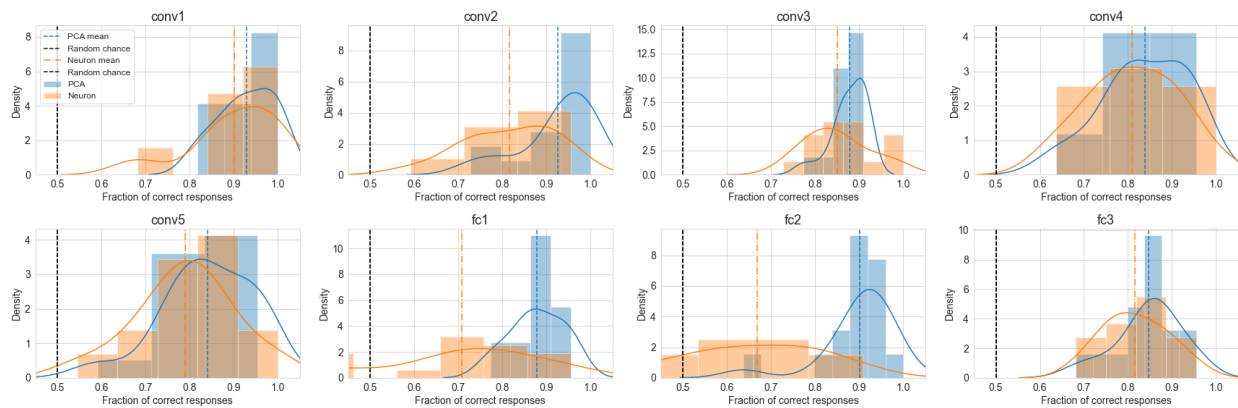 conv1
conv2
conv3
conv4
8
6
4
2
0
Density
PCA mean
Random chance
Neuron mean
Random chance
PCA
Neuron
0.5 0.6 0.7 0.8 0.9 1.0
Fraction of correct responses
8
6
4
2
0
Density
0.5 0.6 0.7 0.8 0.9 1.0
Fraction of correct responses
15.0
12.5
10.0
7.5
5.0
2.5
0.0
Density
0.5 0.6 0.7 0.8 0.9 1.0
Fraction of correct responses
4
3
2
1
0
Density
0.5 0.6 0.7 0.8 0.9 1.0
Fraction of correct responses
conv5
fc1
fc2
fc3
4
3
2
1
0
Density
0.5 0.6 0.7 0.8 0.9 1.0
Fraction of correct responses
10
8
6
4
2
0
Density
0.5 0.6 0.7 0.8 0.9 1.0
Fraction of correct responses
8
6
4
2
0
Density
0.5 0.6 0.7 0.8 0.9 1.0
Fraction of correct responses
10
8
6
4
2
0
Density
0.5 0.6 0.7 0.8 0.9 1.0
Fraction of correct responses